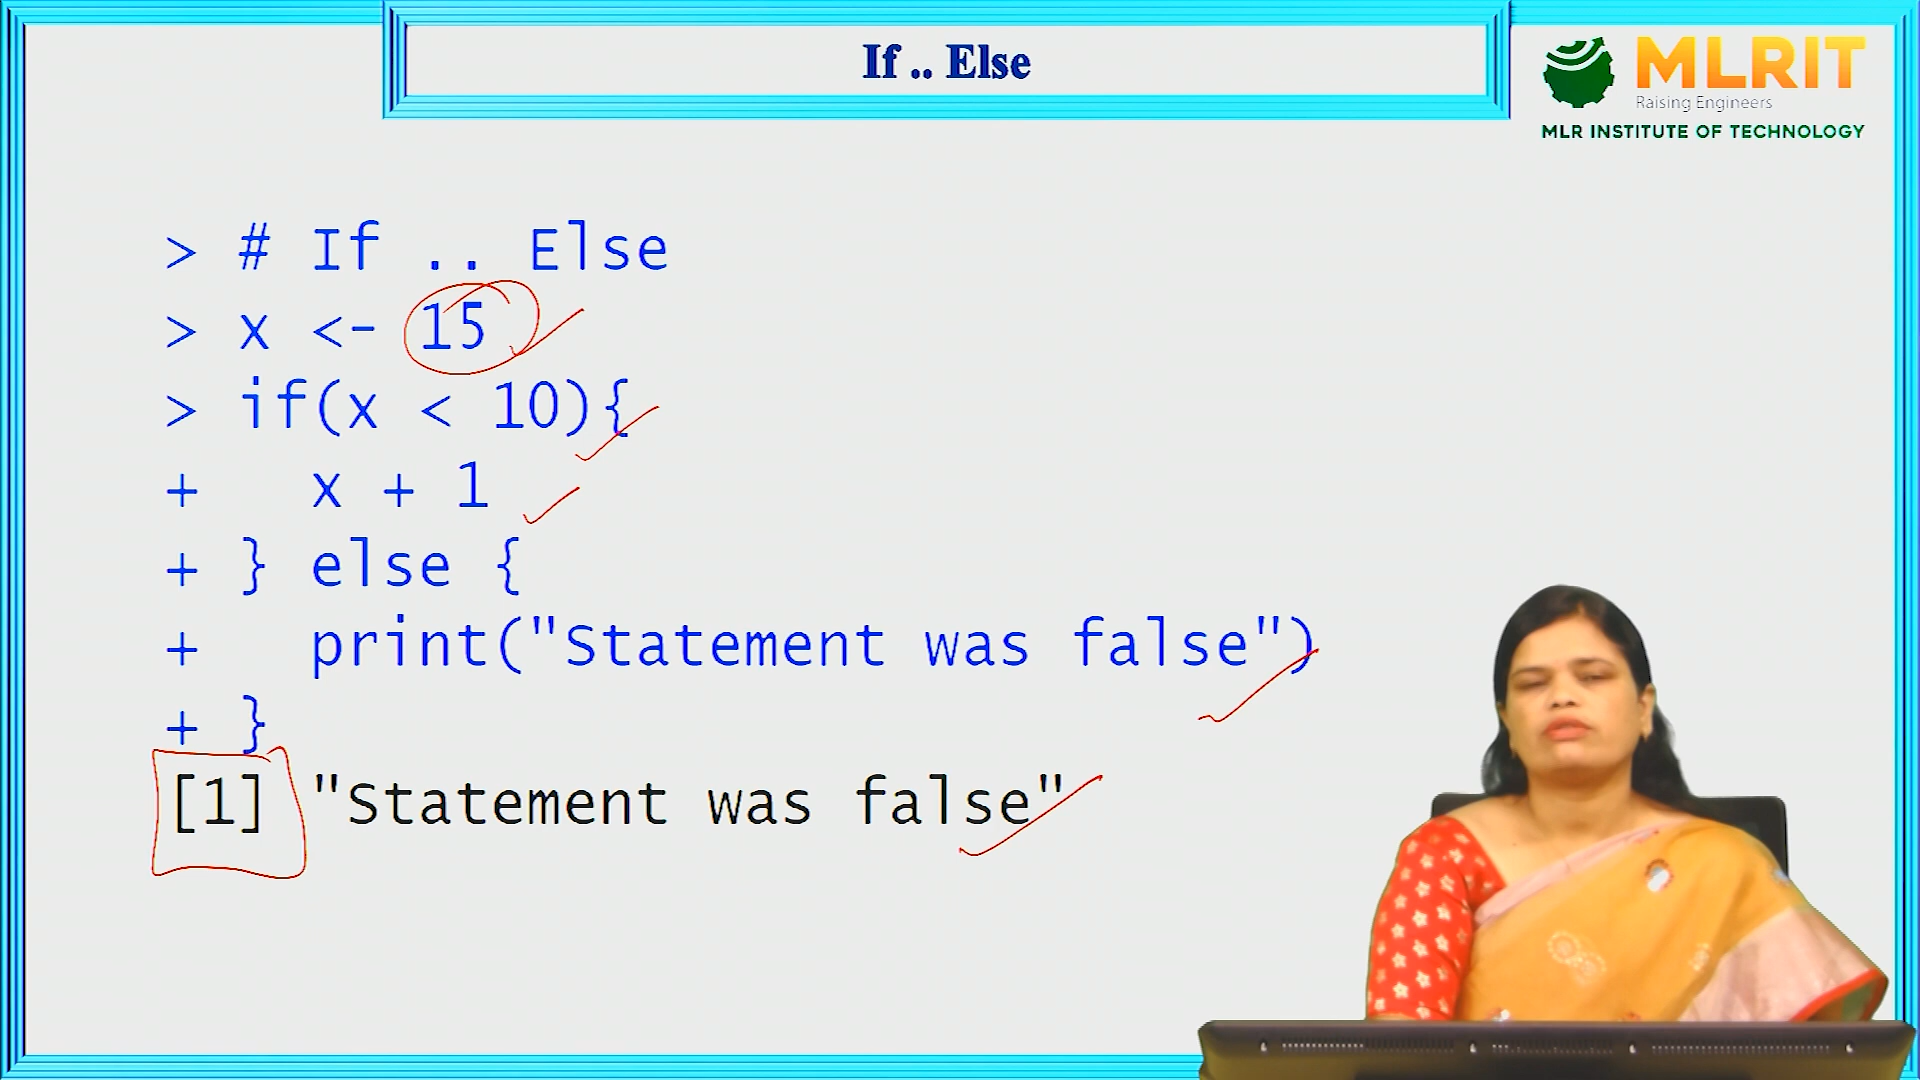 If .. Else
MLRIT
Raising Engineers
MLR INSTITUTE OF TECHNOLOGY
> # If .. Else
> x <- 15
> if(x < 10){
+ x + 1
+ } else {
+ print("Statement was false")
+ }
[1] "Statement was false"